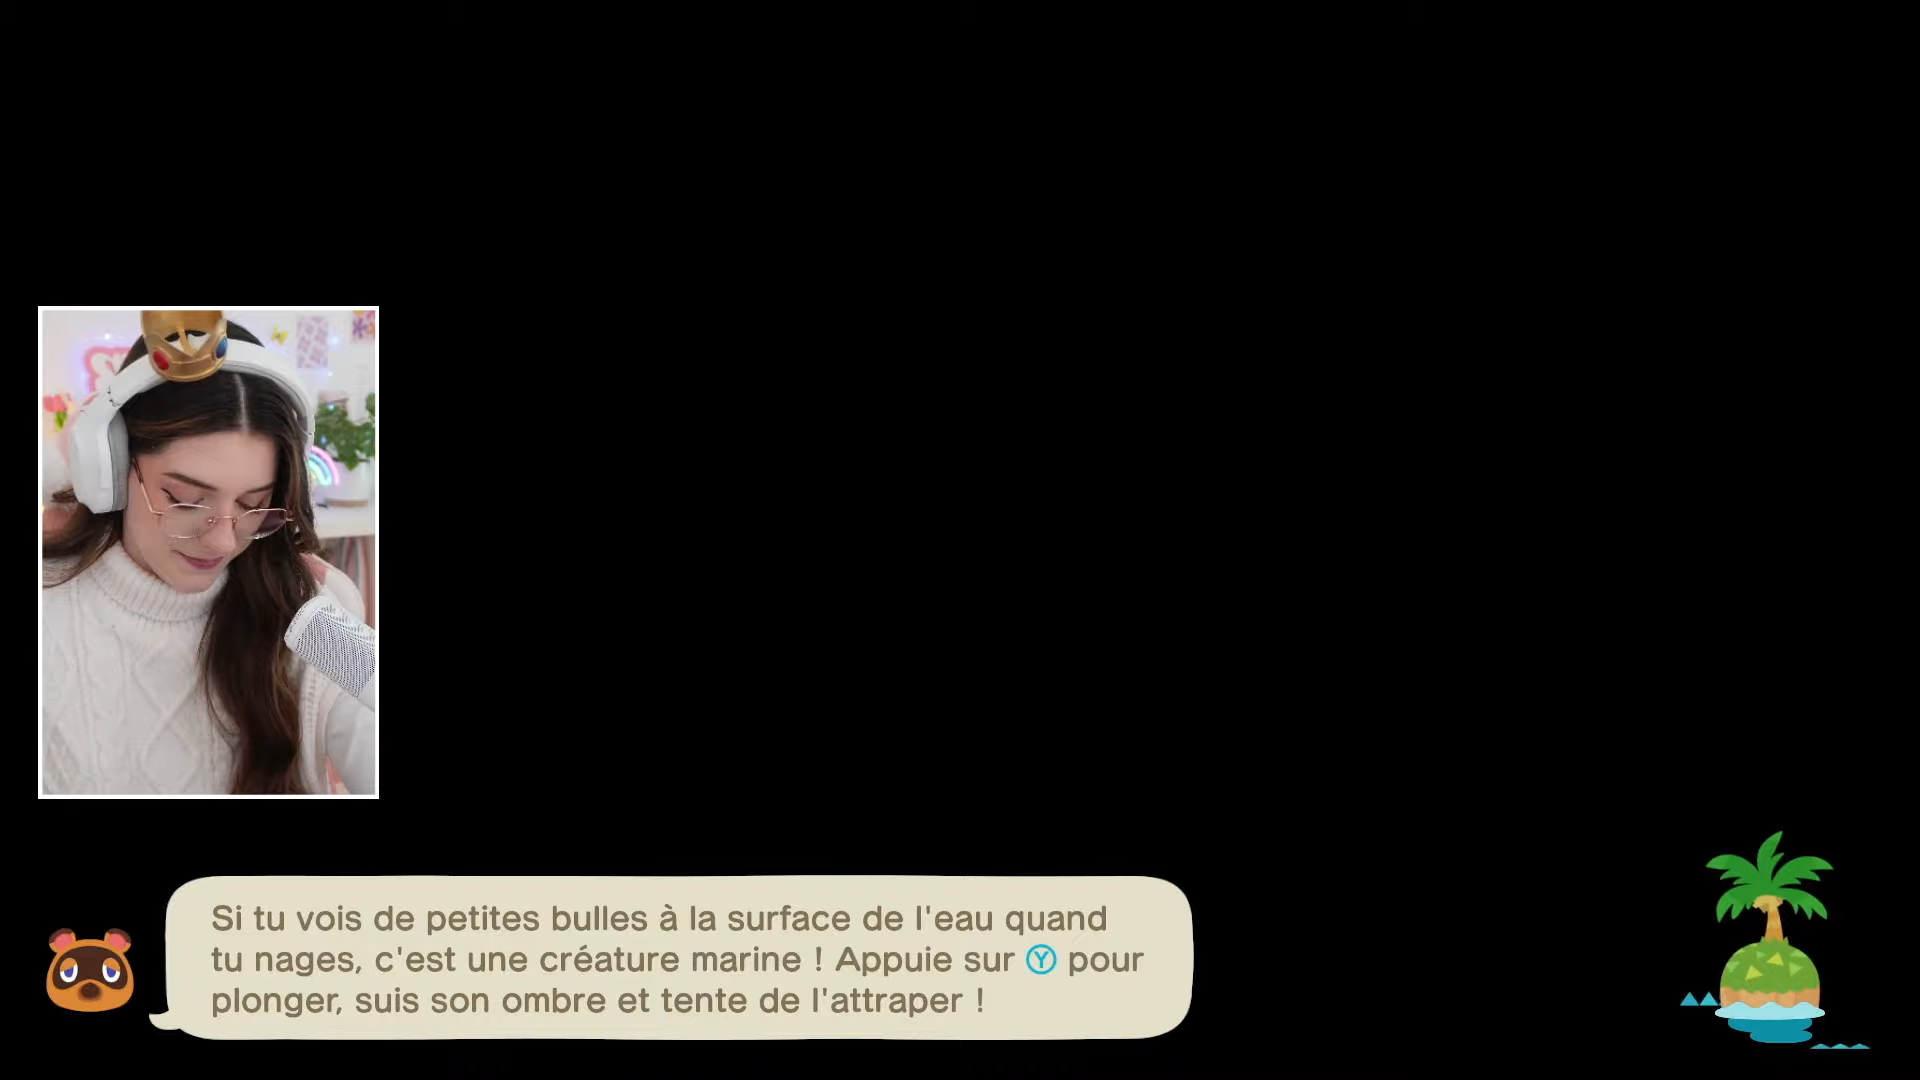 Si tu vois de petites bulles à la surface de l'eau quand
tu nages, c'est une créature marine ! Appuie sur Y pour
plonger, suis son ombre et tente de l'attraper !